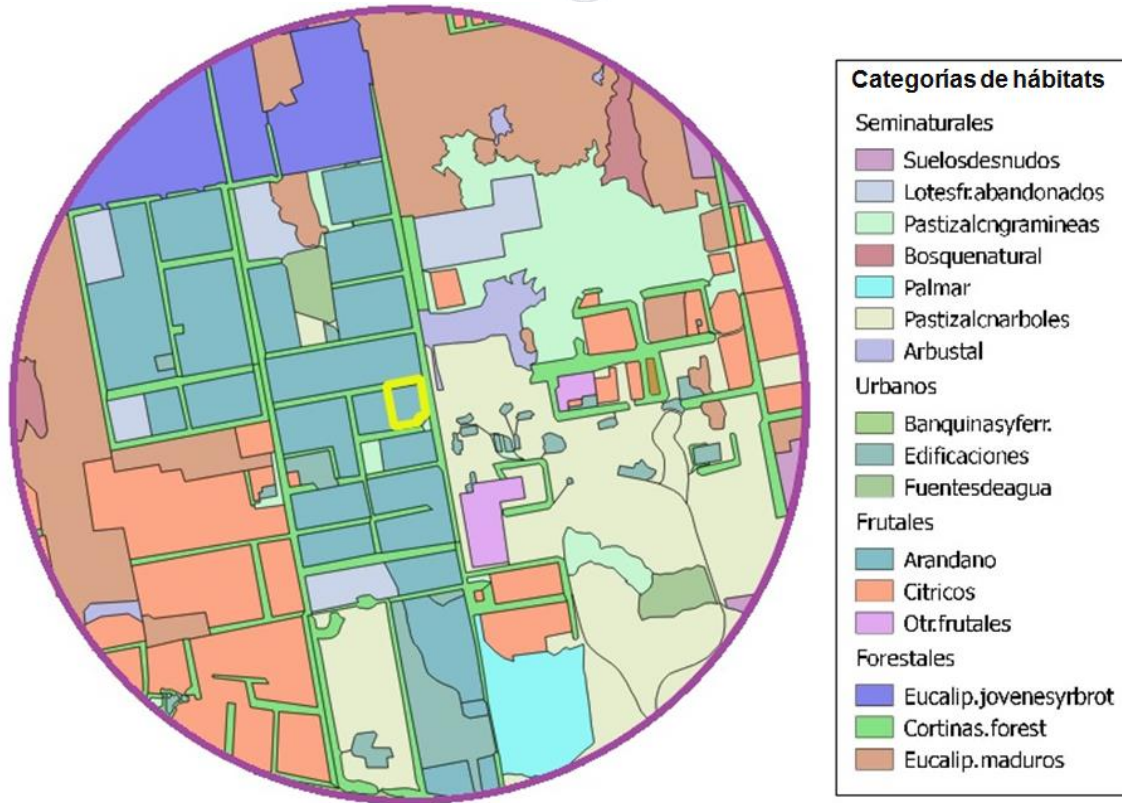 Categorías de hábitats
Seminaturales
Suelosdesnudos
Lotesfr.abandonados
Pastizalcngramineas
Bosquenatural
Palmar
Pastizalcnarboles
Arbustal
Urbanos
Banquinasyferr.
Edificaciones
Fuentesdeagua
Frutales
Arandano
Citricos
Otr.frutales
Forestales
Eucalip.jovenesyrbrot
Cortinas.forest
Eucalip.maduros